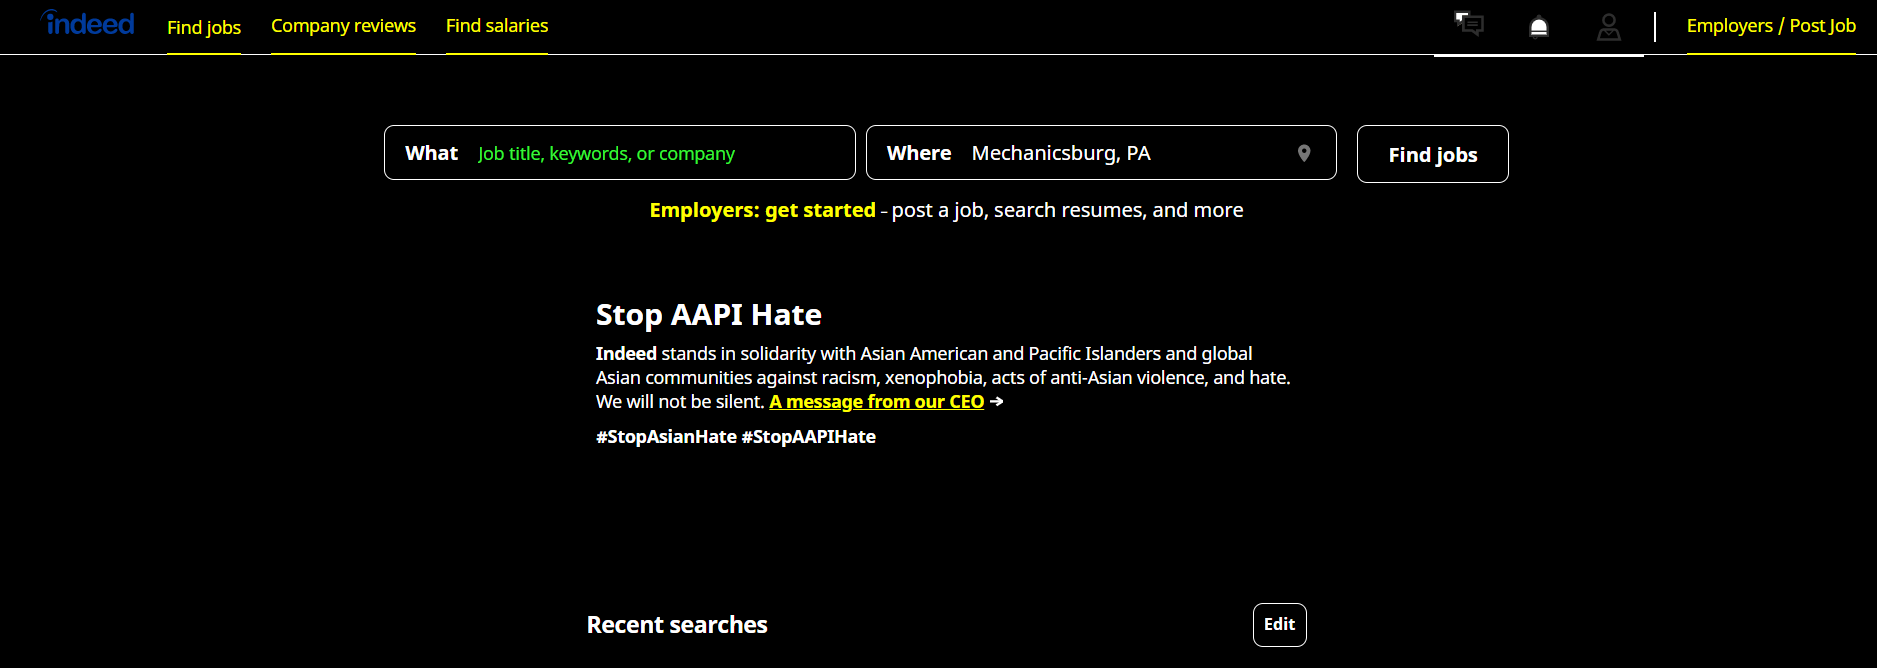 indeed
Find jobs
Company reviews
Find salaries
Employers / Post Job
What Job title, keywords, or company
Where Mechanicsburg, PA
Find jobs
Employers: get started - post a job, search resumes, and more
Stop AAPI Hate
Indeed stands in solidarity with Asian American and Pacific Islanders and global
Asian communities against racism, xenophobia, acts of anti-Asian violence, and hate.
We will not be silent. A message from our CEO →
#StopAsianHate #StopAAPIHate
Recent searches
Edit